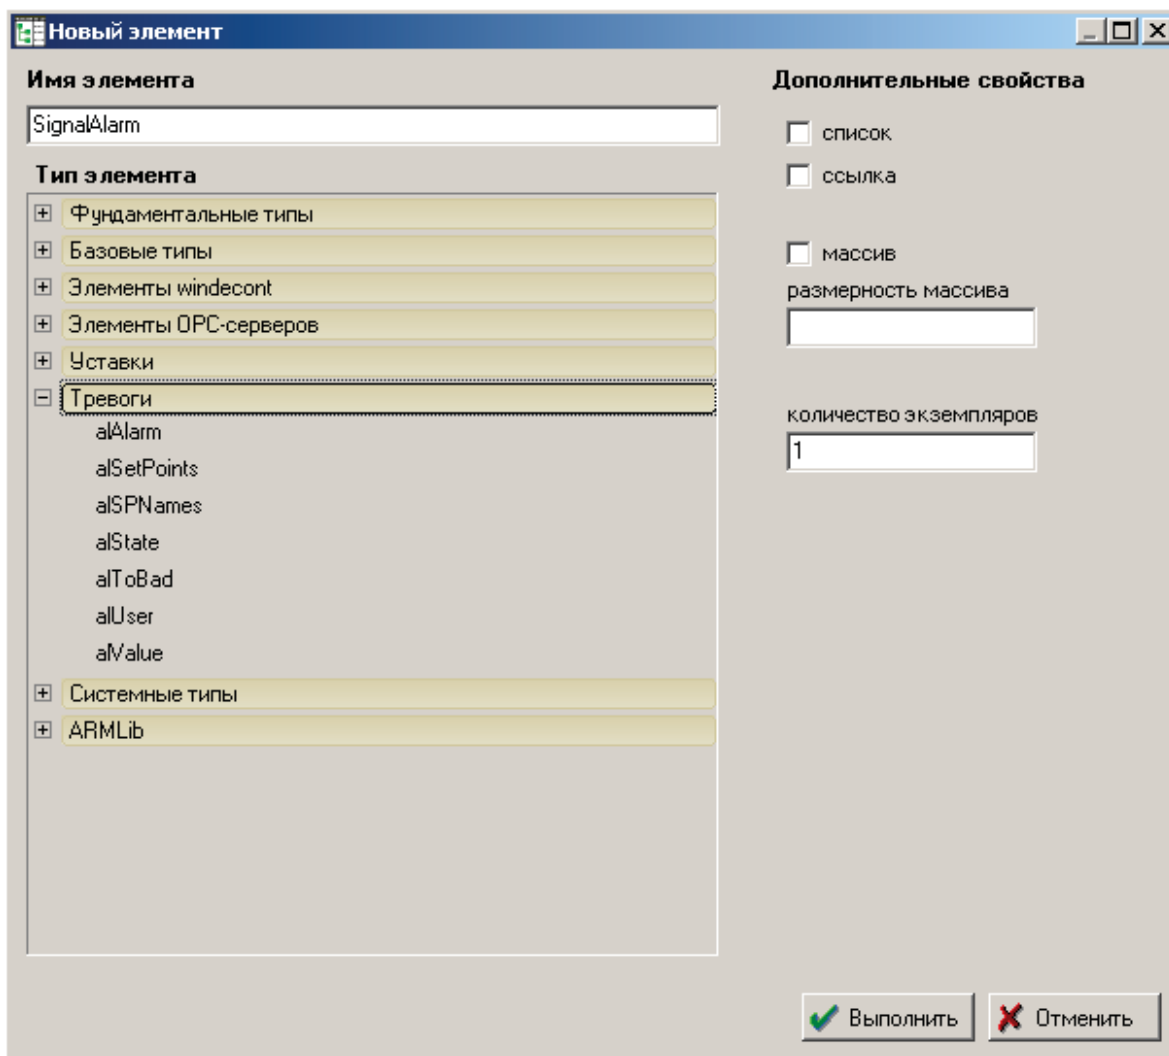 Новый элемент
Имя элемента
SignalAlarm
Тип элемента
Фундаментальные типы
Базовые типы
Элементы windecont
Элементы OPC-серверов
Уставки
Тревоги
alAlarm
alSetPoints
alSPNames
alState
alToBad
alUser
alValue
Системные типы
ARMLib
Дополнительные свойства
список
ссылка
массив
размерность массива
количество экземпляров
1
Выполнить
Отменить